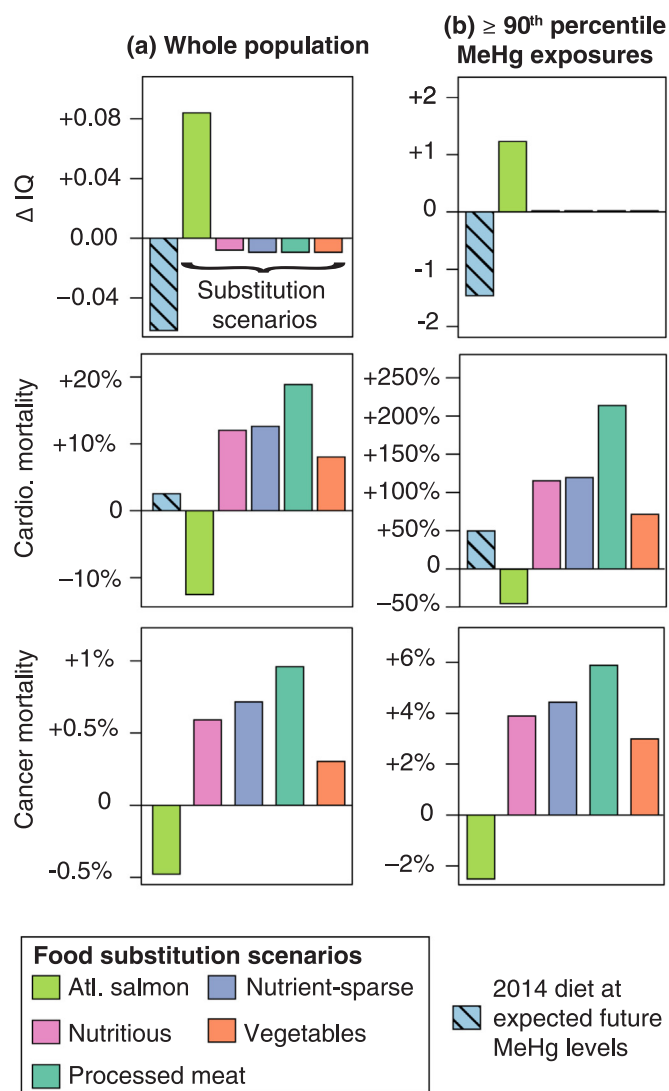 (a) Whole population
(b) ≥ 90th percentile
MeHg exposures
Δ IQ
+0.08
+0.04
0.00
−0.04
Substitution
scenarios
+2
+1
0
-1
-2
Cardio. mortality
+20%
+10%
0
−10%
+250%
+200%
+150%
+100%
+50%
0
−50%
Cancer mortality
+1%
+0.5%
0
-0.5%
+6%
+4%
+2%
0
−2%
Food substitution scenarios
Atl. salmon
Nutrient-sparse
Nutritious
Vegetables
Processed meat
2014 diet at
expected future
MeHg levels